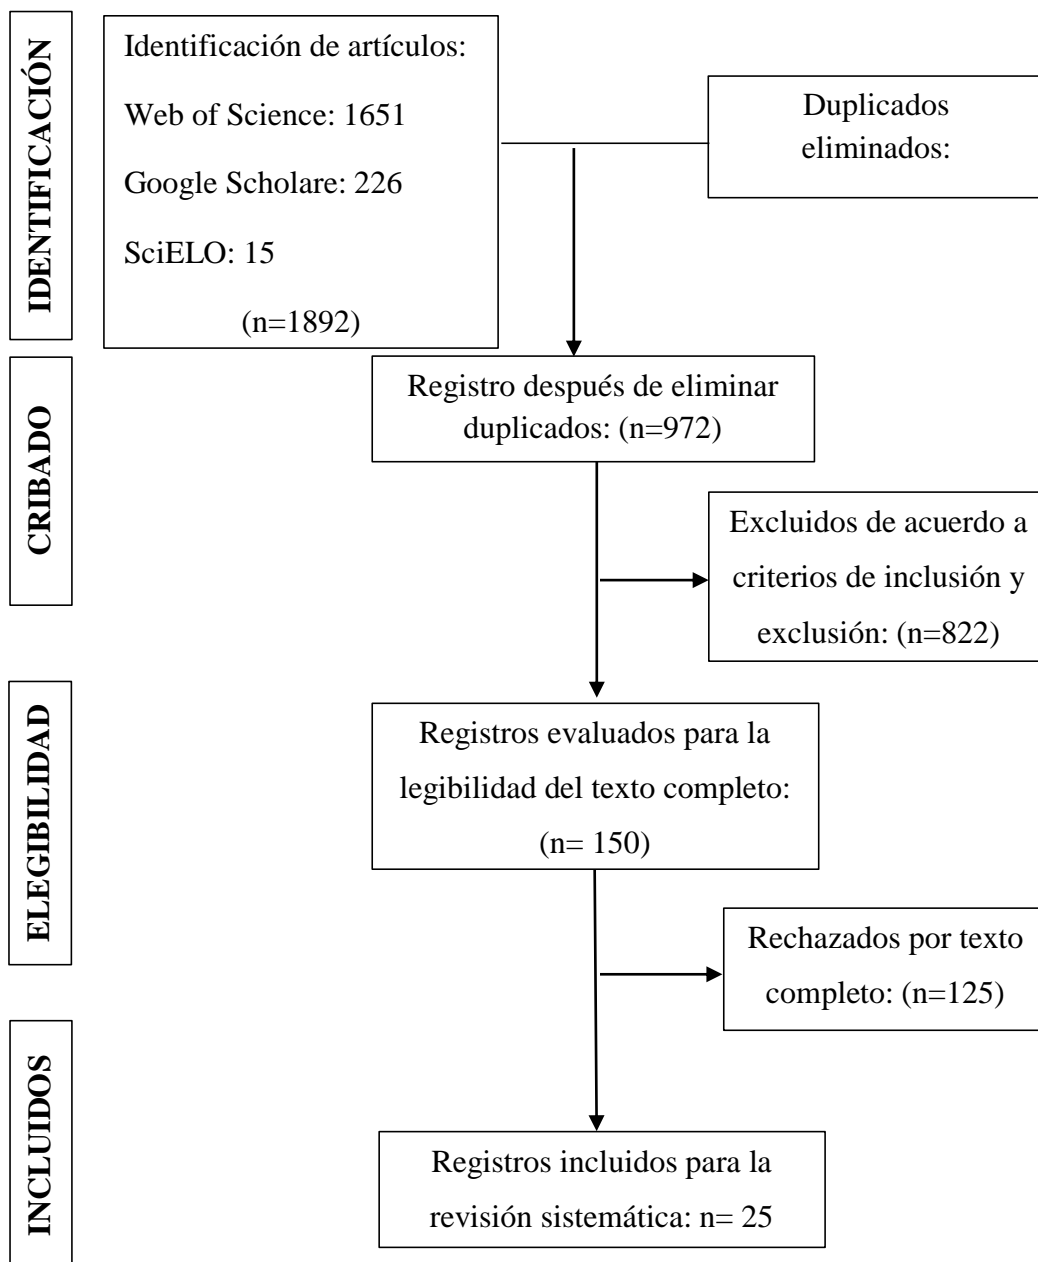 IDENTIFICACIÓN
Identificación de artículos:
Web of Science: 1651
Google Scholare: 226
SciELO: 15
(n=1892)
Duplicados
eliminados:
CRIBADO
Registro después de eliminar
duplicados: (n=972)
Excluidos de acuerdo a
criterios de inclusión y
exclusión: (n=822)
ELEGIBILIDAD
Registros evaluados para la
legibilidad del texto completo:
(n= 150)
Rechazados por texto
completo: (n=125)
INCLUIDOS
Registros incluidos para la
revisión sistemática: n= 25